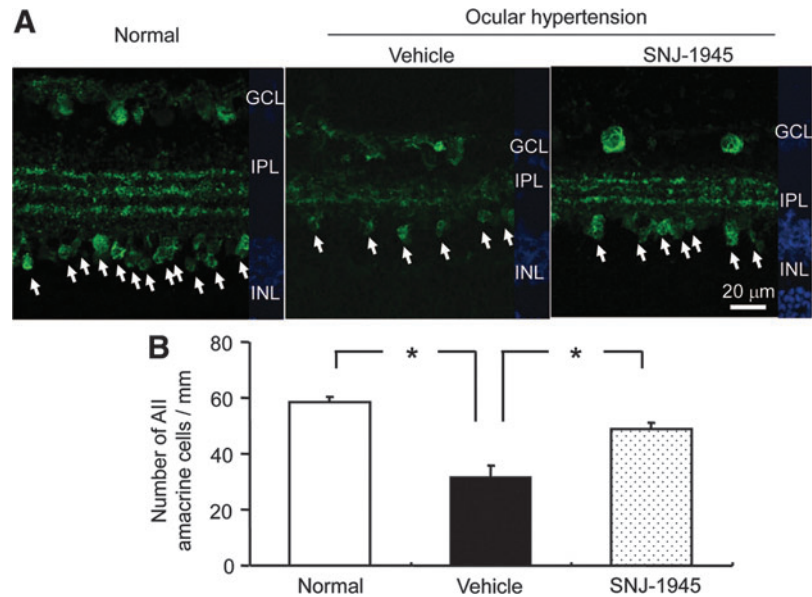 A
Ocular hypertension
Normal
Vehicle
SNJ-1945
GCL
IPL
INL
GCL
IPL
INL
GCL
IPL
INL
20 μm
B
Number of AII
amacrine cells / mm
80
60
40
20
0
*
*
Normal
Vehicle
SNJ-1945